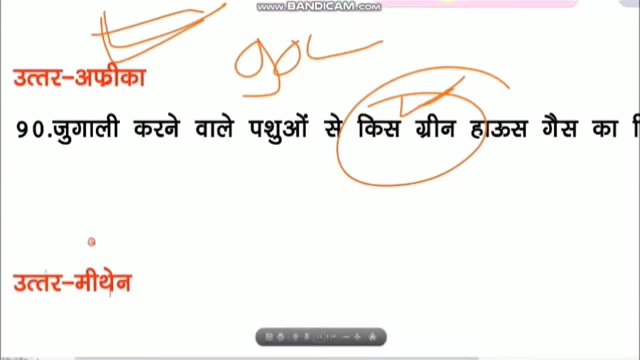 www.BANDICAM.com
उत्तर-अफ्रीका
90.जुगाली करने वाले पशुओं से किस ग्रीन हाऊस गैस का
उत्तर-मीथेन